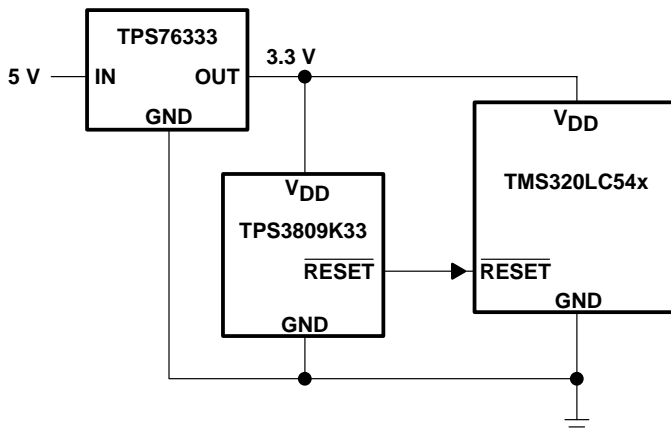 TPS76333
5 V
IN
OUT
3.3 V
GND
VDD
TPS3809K33
RESET
GND
VDD
TMS320LC54x
RESET
GND